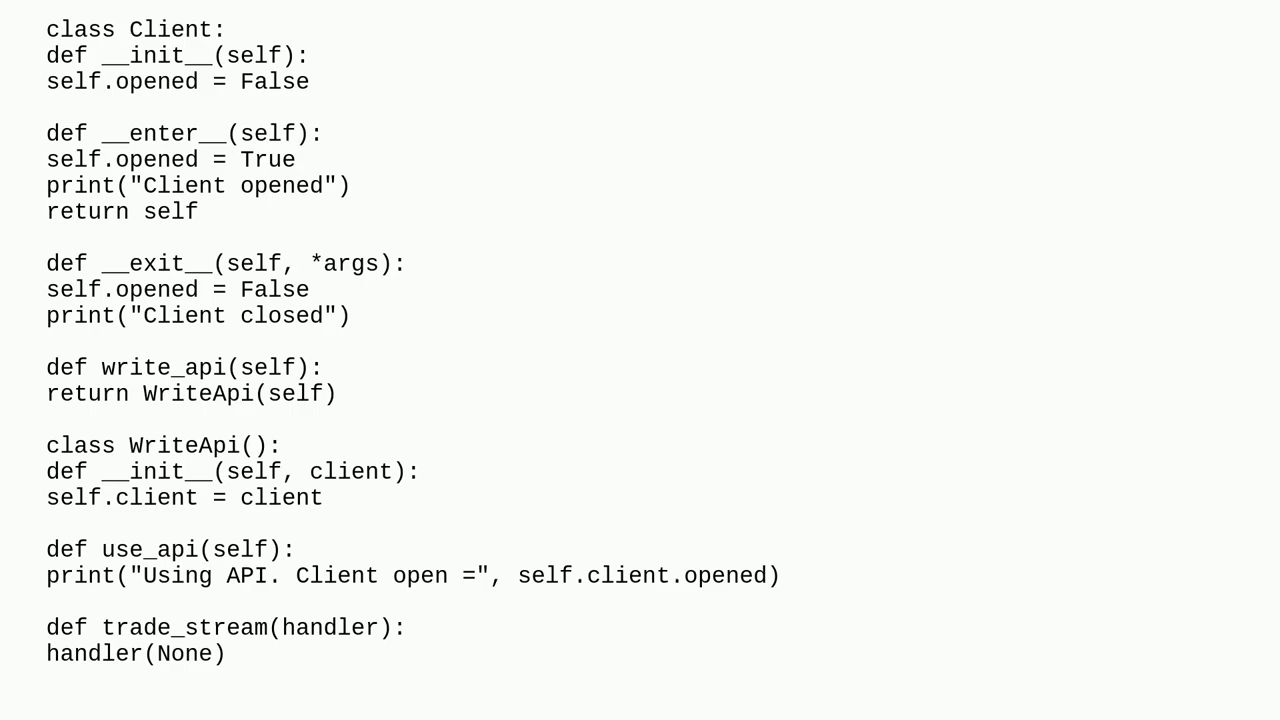 class Client:
def __init__(self):
self.opened = False
def __enter__(self):
self.opened = True
print("Client opened")
return self
def __exit__(self, *args):
self.opened = False
print("Client closed")
def write_api(self):
return WriteApi(self)
class WriteApi():
def __init__(self, client):
self.client = client
def use_api(self):
print("Using API. Client open =", self.client.opened)
def trade_stream(handler):
handler(None)